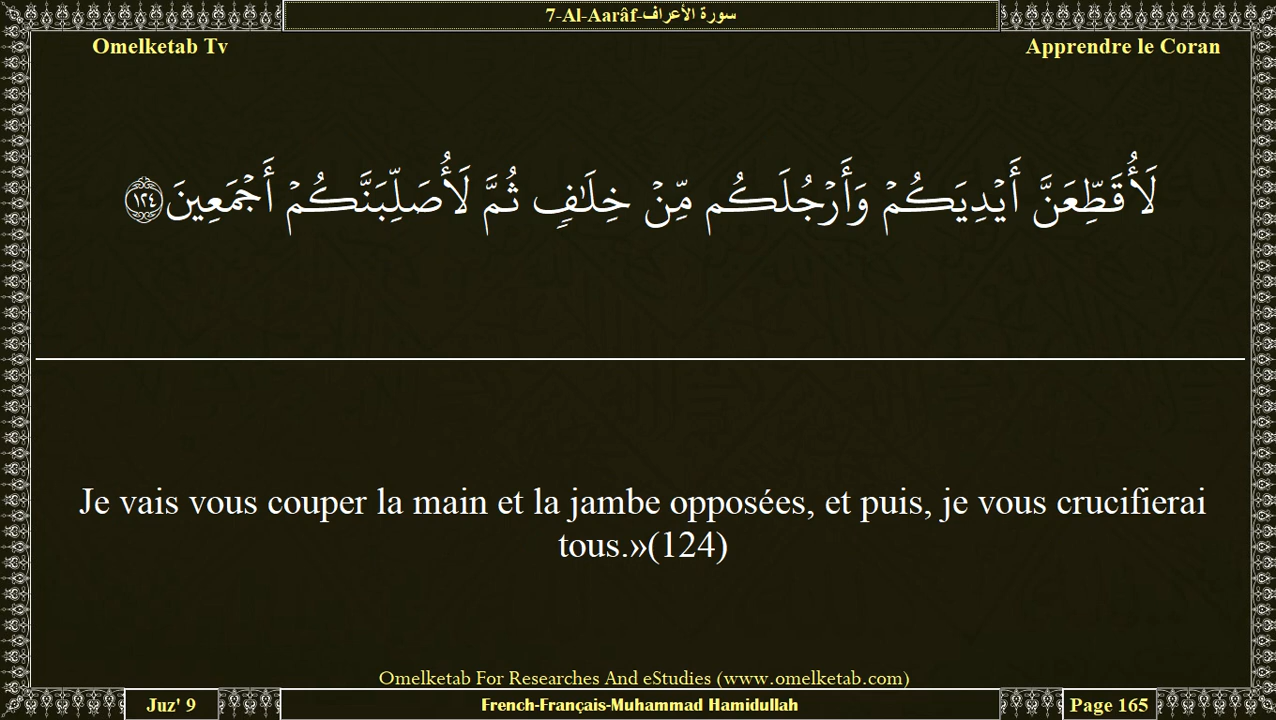 7-Al-Aarâf-سورة الأعراف
Omelketab Tv
Apprendre le Coran
لَأُقَطِّعَنَّ أَيْدِيَكُمْ وَأَرْجُلَكُم مِّنْ خِلَٰفٍ ثُمَّ لَأُصَلِّبَنَّكُمْ أَجْمَعِينَ ١٢٤
Je vais vous couper la main et la jambe opposées, et puis, je vous crucifierai
tous.»(124)
Omelketab For Researches And eStudies (www.omelketab.com)
Juz' 9
French-Français-Muhammad Hamidullah
Page 165